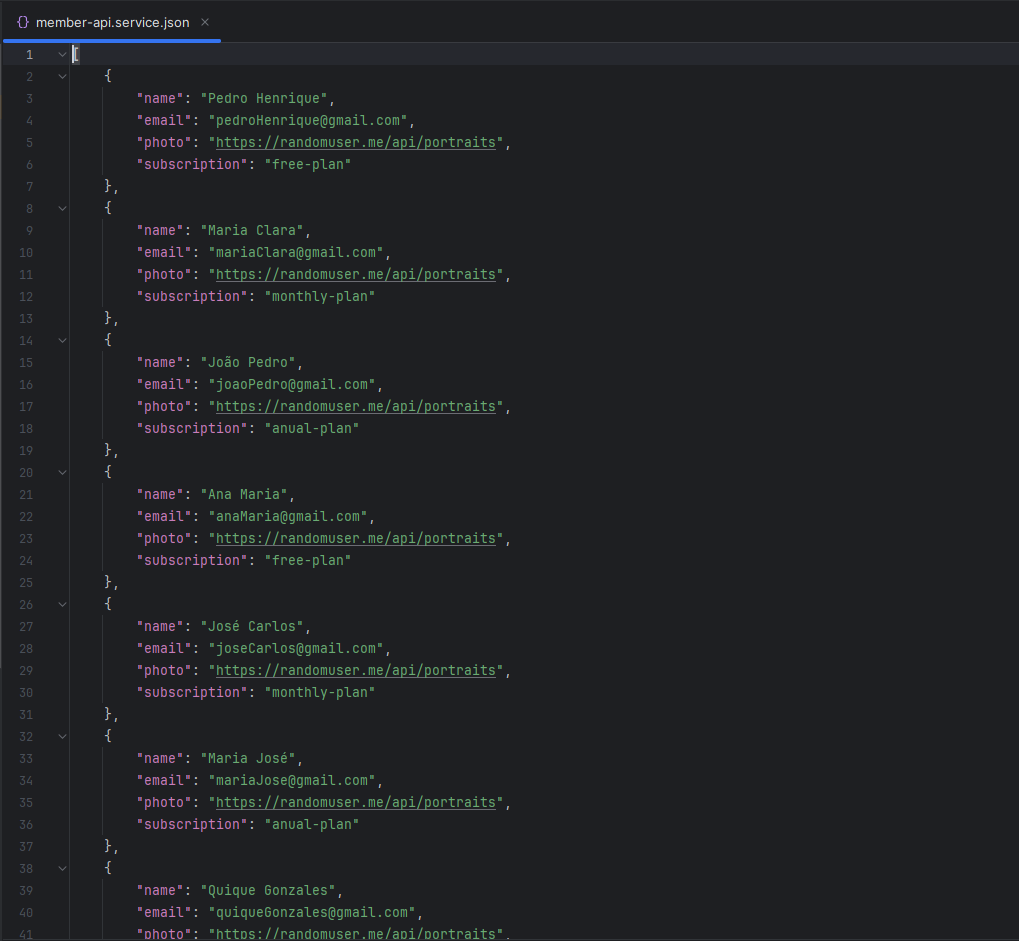 member-api.service.json
1 [
2 {
3 "name": "Pedro Henrique",
4 "email": "pedroHenrique@gmail.com",
5 "photo": "https://randomuser.me/api/portraits",
6 "subscription": "free-plan"
7 },
8 {
9 "name": "Maria Clara",
10 "email": "mariaClara@gmail.com",
11 "photo": "https://randomuser.me/api/portraits",
12 "subscription": "monthly-plan"
13 },
14 {
15 "name": "João Pedro",
16 "email": "joaoPedro@gmail.com",
17 "photo": "https://randomuser.me/api/portraits",
18 "subscription": "anual-plan"
19 },
20 {
21 "name": "Ana Maria",
22 "email": "anaMaria@gmail.com",
23 "photo": "https://randomuser.me/api/portraits",
24 "subscription": "free-plan"
25 },
26 {
27 "name": "José Carlos",
28 "email": "joseCarlos@gmail.com",
29 "photo": "https://randomuser.me/api/portraits",
30 "subscription": "monthly-plan"
31 },
32 {
33 "name": "Maria José",
34 "email": "mariaJose@gmail.com",
35 "photo": "https://randomuser.me/api/portraits",
36 "subscription": "anual-plan"
37 },
38 {
39 "name": "Quique Gonzales",
40 "email": "quiqueGonzales@gmail.com",
41 "photo": "https://randomuser.me/api/portraits",